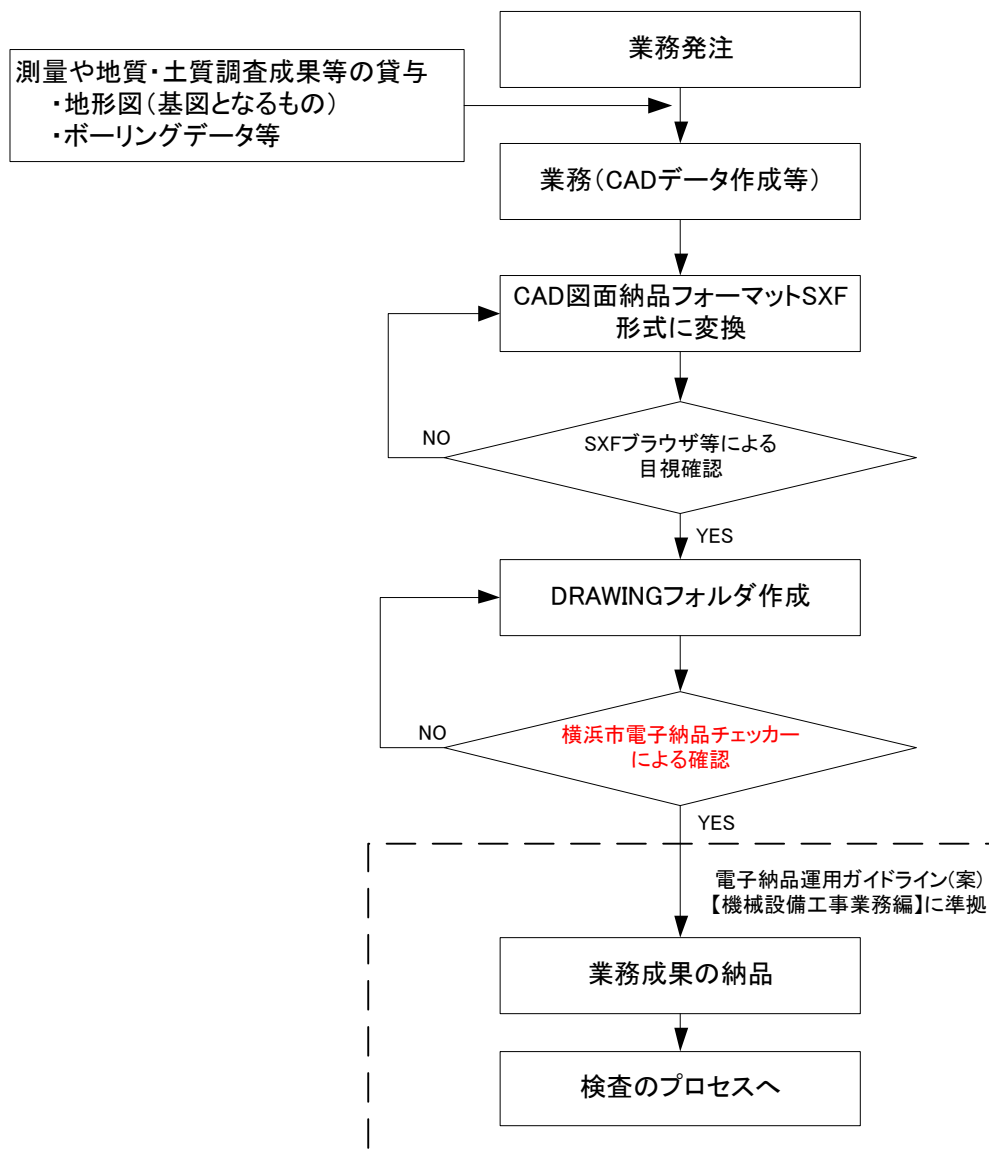 業務発注
測量や地質・土質調査成果等の貸与
・地形図(基図となるもの)
・ボーリングデータ等
業務(CADデータ作成等)
CAD図面納品フォーマットSXF
形式に変換
NO
SXFブラウザ等による
目視確認
YES
DRAWINGフォルダ作成
NO
横浜市電子納品チェッカー
による確認
YES
電子納品運用ガイドライン(案)
【機械設備工事業務編】に準拠
業務成果の納品
検査のプロセスへ